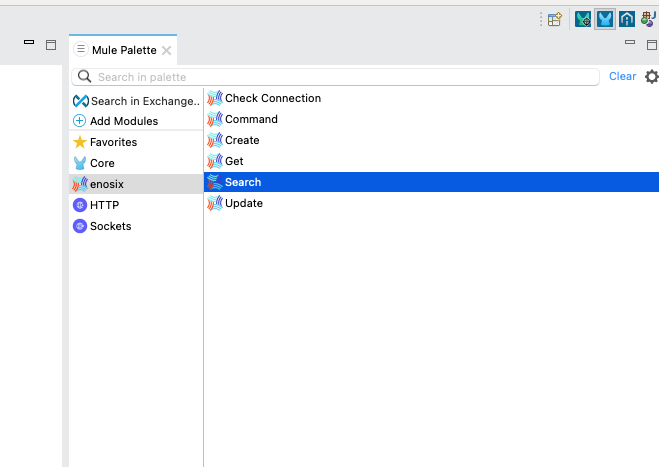 Mule Palette
Search in palette
Clear
Search in Exchange..
Add Modules
Favorites
Core
enosix
HTTP
Sockets
Check Connection
Command
Create
Get
Search
Update